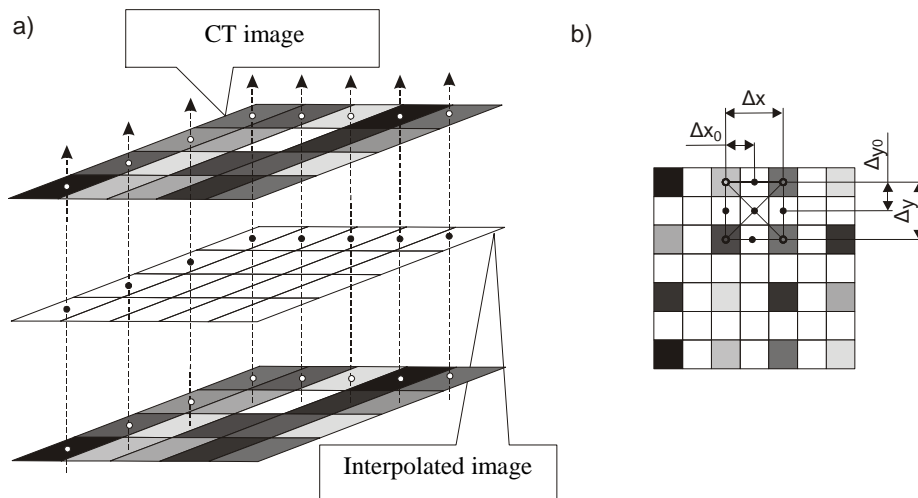 a)
CT image
b)
Δx
Δx0
Δy0
Δy
Interpolated image